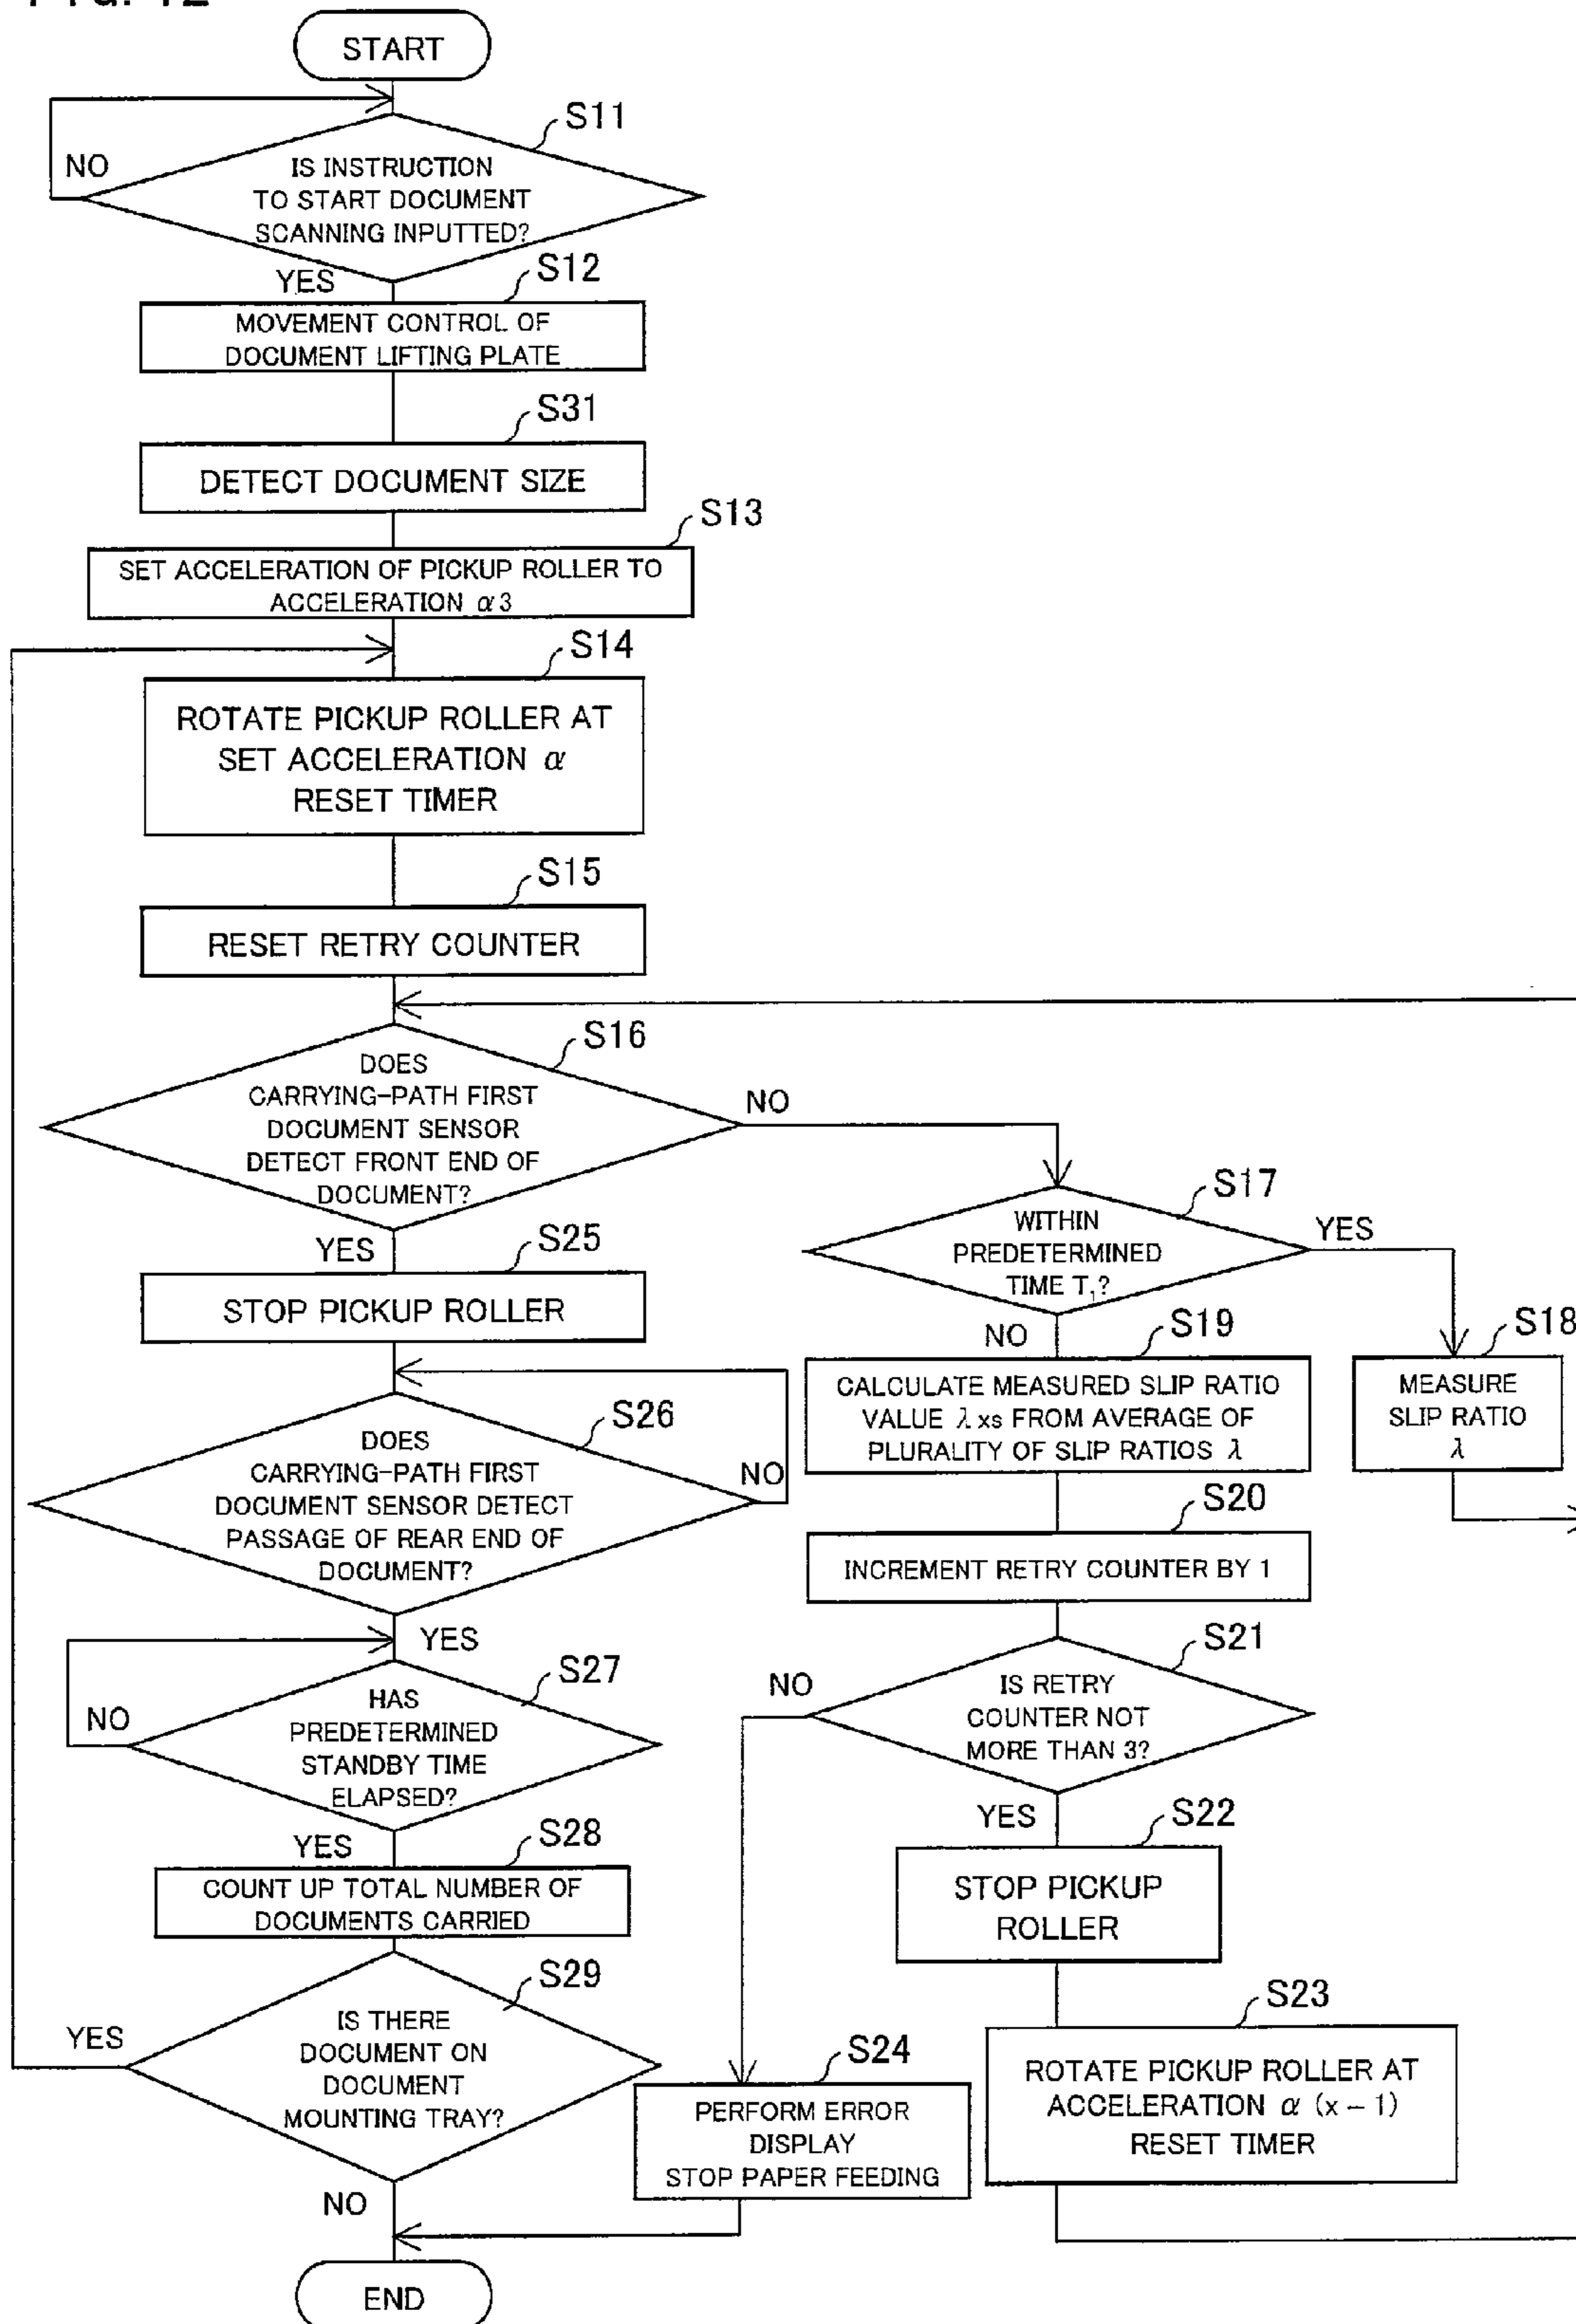 START
S11
NO
IS INSTRUCTION
TO START DOCUMENT
SCANNING INPUTTED?
YES
S12
MOVEMENT CONTROL OF
DOCUMENT LIFTING PLATE
S31
DETECT DOCUMENT SIZE
S13
SET ACCELERATION OF PICKUP ROLLER TO
ACCELERATION α3
S14
ROTATE PICKUP ROLLER AT
SET ACCELERATION α
RESET TIMER
S15
RESET RETRY COUNTER
S16
DOES
CARRYING-PATH FIRST
DOCUMENT SENSOR
DETECT FRONT END OF
DOCUMENT?
NO
YES
S17
WITHIN
PREDETERMINED
TIME T₁?
YES
NO
S18
MEASURE
SLIP RATIO
λ
S19
CALCULATE MEASURED SLIP RATIO
VALUE λxs FROM AVERAGE OF
PLURALITY OF SLIP RATIOS λ
S20
INCREMENT RETRY COUNTER BY 1
S21
IS RETRY
COUNTER NOT
MORE THAN 3?
NO
YES
S22
STOP PICKUP
ROLLER
S23
ROTATE PICKUP ROLLER AT
ACCELERATION α (x - 1)
RESET TIMER
S24
PERFORM ERROR
DISPLAY
STOP PAPER FEEDING
S25
STOP PICKUP ROLLER
S26
DOES
CARRYING-PATH FIRST
DOCUMENT SENSOR DETECT
PASSAGE OF REAR END OF
DOCUMENT?
NO
YES
S27
HAS
PREDETERMINED
STANDBY TIME
ELAPSED?
NO
YES
S28
COUNT UP TOTAL NUMBER OF
DOCUMENTS CARRIED
S29
IS THERE
DOCUMENT ON
DOCUMENT
MOUNTING TRAY?
YES
NO
END